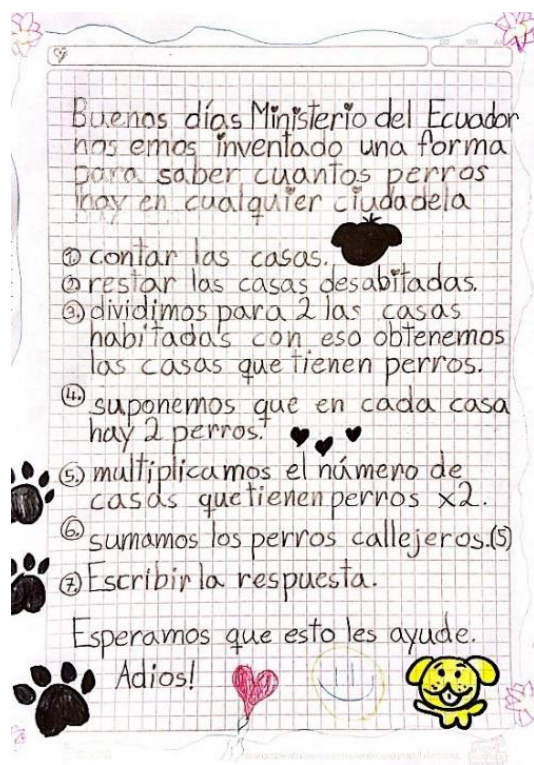 Buenos días Ministerio del Ecuador
nos emos inventado una forma
para saber cuantos perros
hay en cualquier ciudadela
1. contar las casas.
2 restar las casas desabitadas.
3. dividimos para 2 las casas
habitadas con eso obtenemos
las casas que tienen perros.
4. suponemos que en cada casa
hay 2 perros.
5. multiplicamos el número de
casas que tienen perros x2.
6. sumamos los perros callejeros.(5)
7. Escribir la respuesta.
Esperamos que esto les ayude.
Adios!